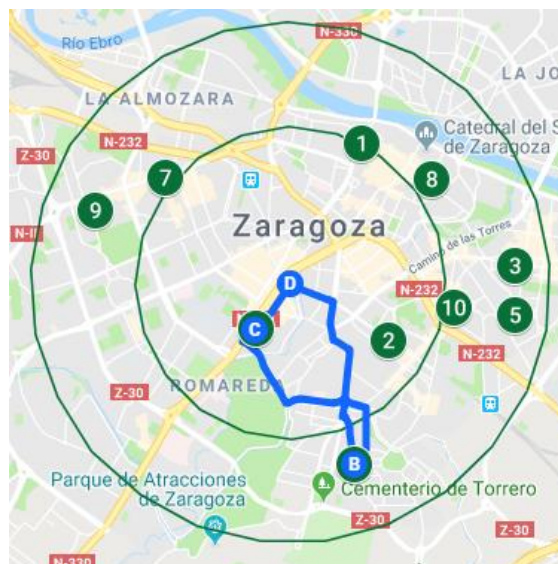 N-330
Río Ebro
LA JO
LA ALMOZARA
Z-30
N-232
1
Catedral del S
de Zaragoza
7
8
9
N-II
Zaragoza
Camino de las Torres
3
D
N-232
10
5
C
2
N-232
ROMAREDA
Z-30
B
Parque de Atracciones
de Zaragoza
Cementerio de Torrero
Z-30
N-330